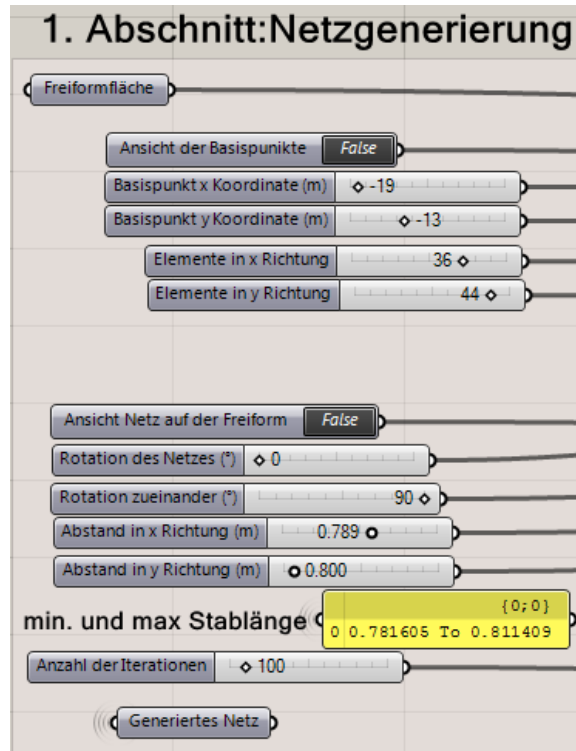 1. Abschnitt:Netzgenerierung
Freiformfläche
Ansicht der Basispunikte False
Basispunkt x Koordinate (m) -19
Basispunkt y Koordinate (m) -13
Elemente in x Richtung 36
Elemente in y Richtung 44
Ansicht Netz auf der Freiform False
Rotation des Netzes (°) 0
Rotation zueinander (°) 90
Abstand in x Richtung (m) 0.789
Abstand in y Richtung (m) 0.800
{0;0}
min. und max Stablänge 0 0.781605 To 0.811409
Anzahl der Iterationen 100
Generiertes Netz